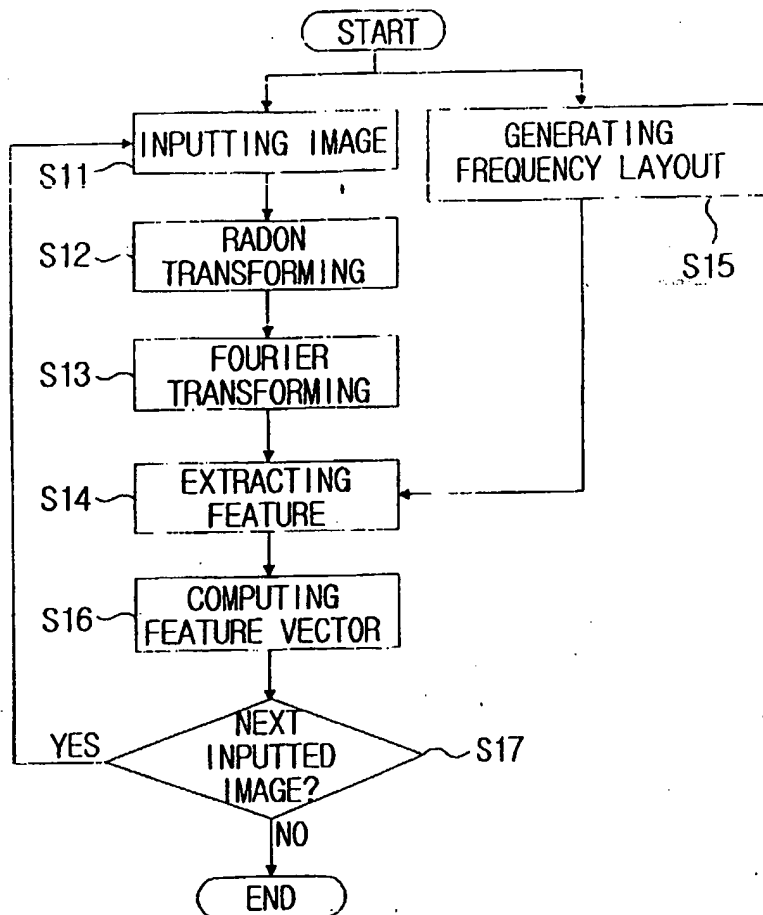 START
INPUTTING IMAGE
S11
GENERATING
FREQUENCY LAYOUT
S15
RADON
TRANSFORMING
S12
FOURIER
TRANSFORMING
S13
EXTRACTING
FEATURE
S14
COMPUTING
FEATURE VECTOR
S16
NEXT
INPUTTED
IMAGE?
YES
S17
NO
END